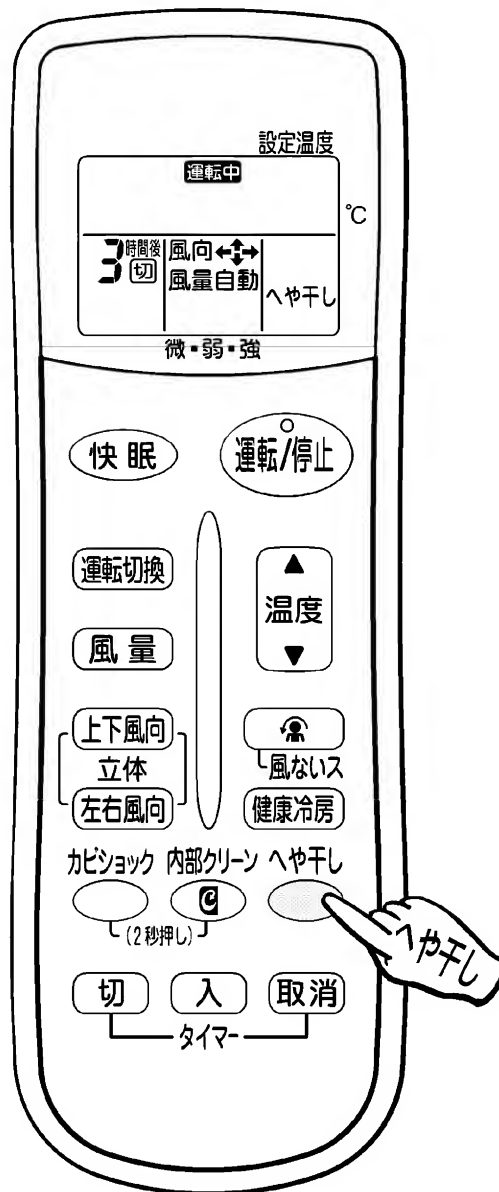 設定温度
運転中
℃
3 時間後 切
風向
風量自動
へや干し
微・弱・強
快眠
運転/停止
運転切換
風量
▲
温度
▼
上下風向
立体
左右風向
風ないス
健康冷房
カビショック 内部クリーン へや干し
C
(2秒押し)
へや干し
切 入 取消
タイマー